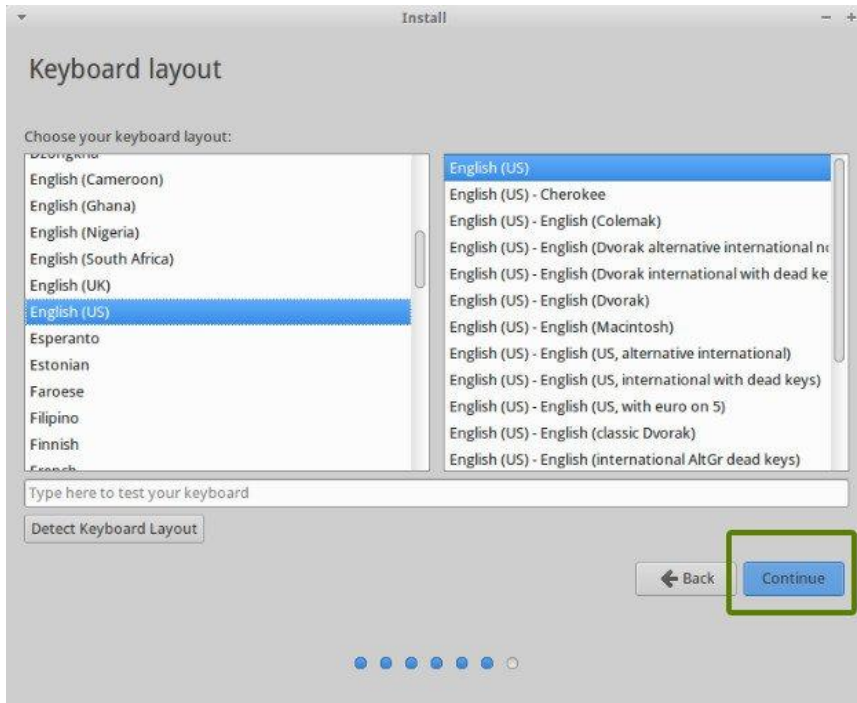 Install
Keyboard layout
Choose your keyboard layout:
Dzongkha
English (Cameroon)
English (Ghana)
English (Nigeria)
English (South Africa)
English (UK)
English (US)
Esperanto
Estonian
Faroese
Filipino
Finnish
French
English (US)
English (US) - Cherokee
English (US) - English (Colemak)
English (US) - English (Dvorak alternative international no
English (US) - English (Dvorak international with dead ke
English (US) - English (Dvorak)
English (US) - English (Macintosh)
English (US) - English (US, alternative international)
English (US) - English (US, international with dead keys)
English (US) - English (US, with euro on 5)
English (US) - English (classic Dvorak)
English (US) - English (international AltGr dead keys)
Type here to test your keyboard
Detect Keyboard Layout
Back
Continue